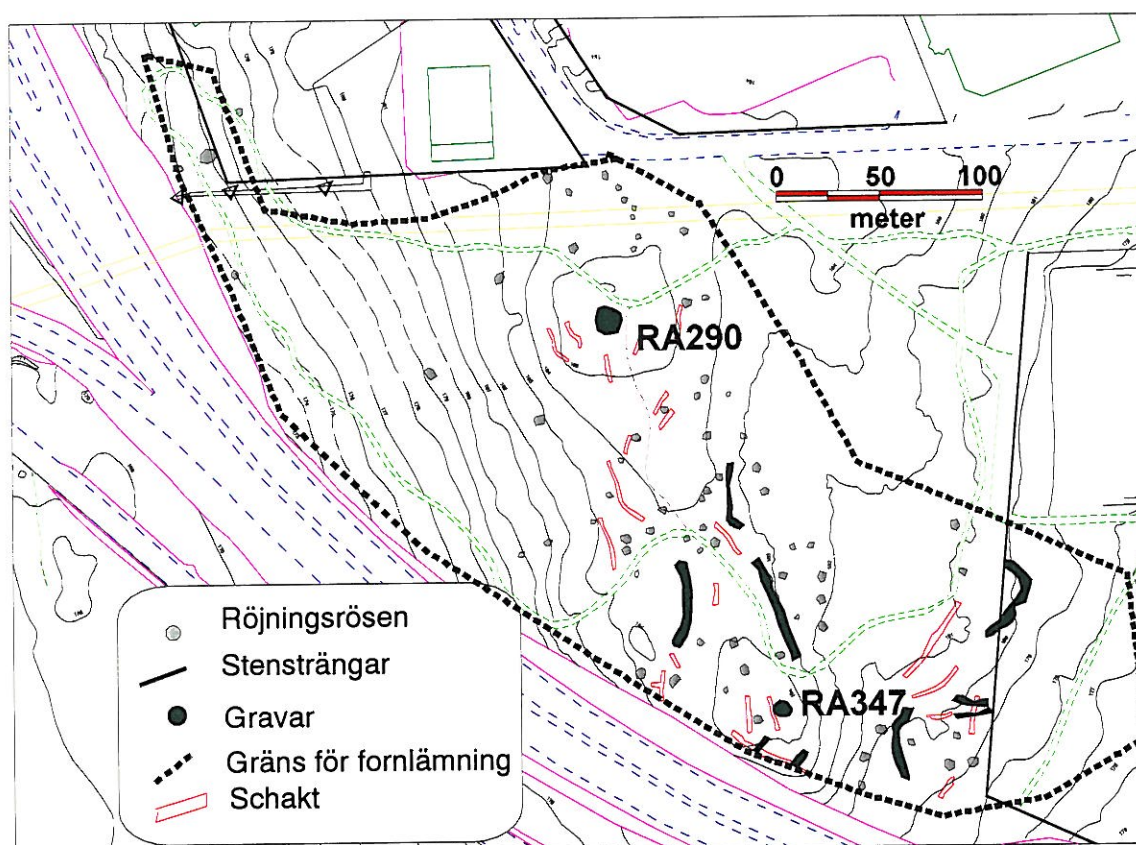 0 50 100
meter
RA290
RA347
Röjningsrösen
Stensträngar
Gravar
Gräns för fornlämning
Schakt